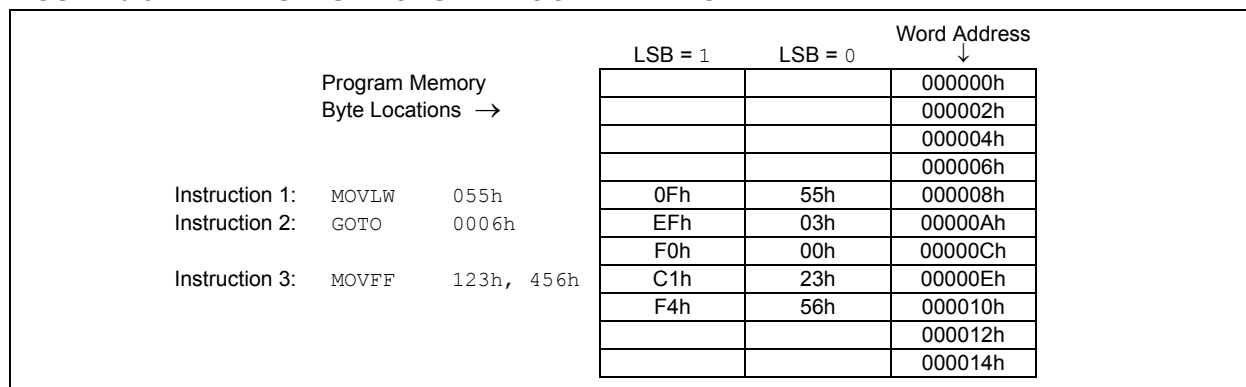 Word Address
LSB = 1 LSB = 0 ↓
Program Memory 000000h
Byte Locations → 000002h
000004h
000006h
Instruction 1: MOVLW 055h 0Fh 55h 000008h
Instruction 2: GOTO 0006h EFh 03h 00000Ah
F0h 00h 00000Ch
Instruction 3: MOVFF 123h, 456h C1h 23h 00000Eh
F4h 56h 000010h
000012h
000014h